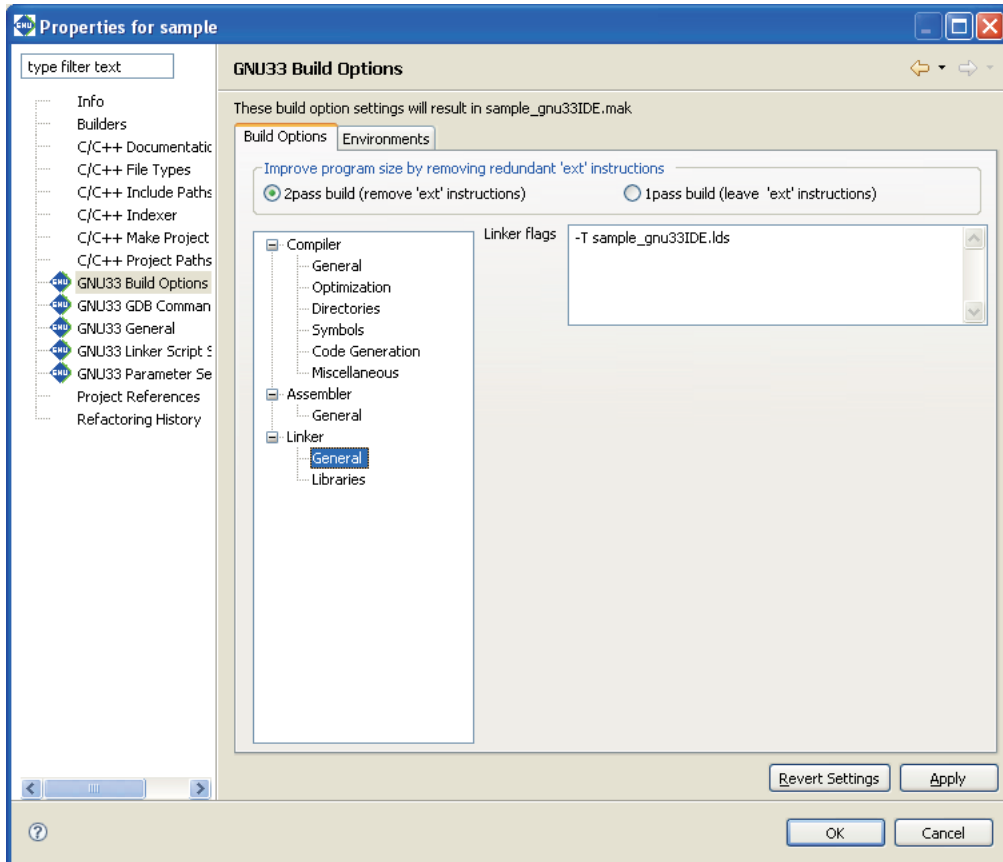 Properties for sample
type filter text
Info
Builders
C/C++ Documentatic
C/C++ File Types
C/C++ Include Paths
C/C++ Indexer
C/C++ Make Project
C/C++ Project Paths
GNU33 Build Options
GNU33 GDB Comman
GNU33 General
GNU33 Linker Script S
GNU33 Parameter Se
Project References
Refactoring History
GNU33 Build Options
These build option settings will result in sample_gnu33IDE.mak
Build Options Environments
Improve program size by removing redundant 'ext' instructions
2pass build (remove 'ext' instructions) 1pass build (leave 'ext' instructions)
Compiler
General
Optimization
Directories
Symbols
Code Generation
Miscellaneous
Assembler
General
Linker
General
Libraries
Linker flags
-T sample_gnu33IDE.lds
Revert Settings Apply
OK Cancel